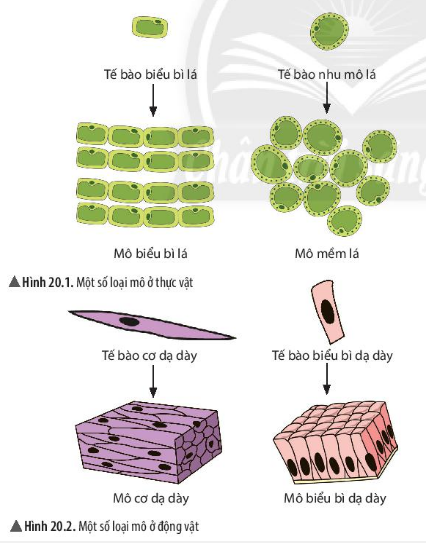 Tế bào biểu bì lá
Tế bào nhu mô lá
Mô biểu bì lá
Mô mềm lá
▲Hình 20.1. Một số loại mô ở thực vật
Tế bào cơ dạ dày
Tế bào biểu bì dạ dày
Mô cơ dạ dày
Mô biểu bì dạ dày
▲Hình 20.2. Một số loại mô ở động vật